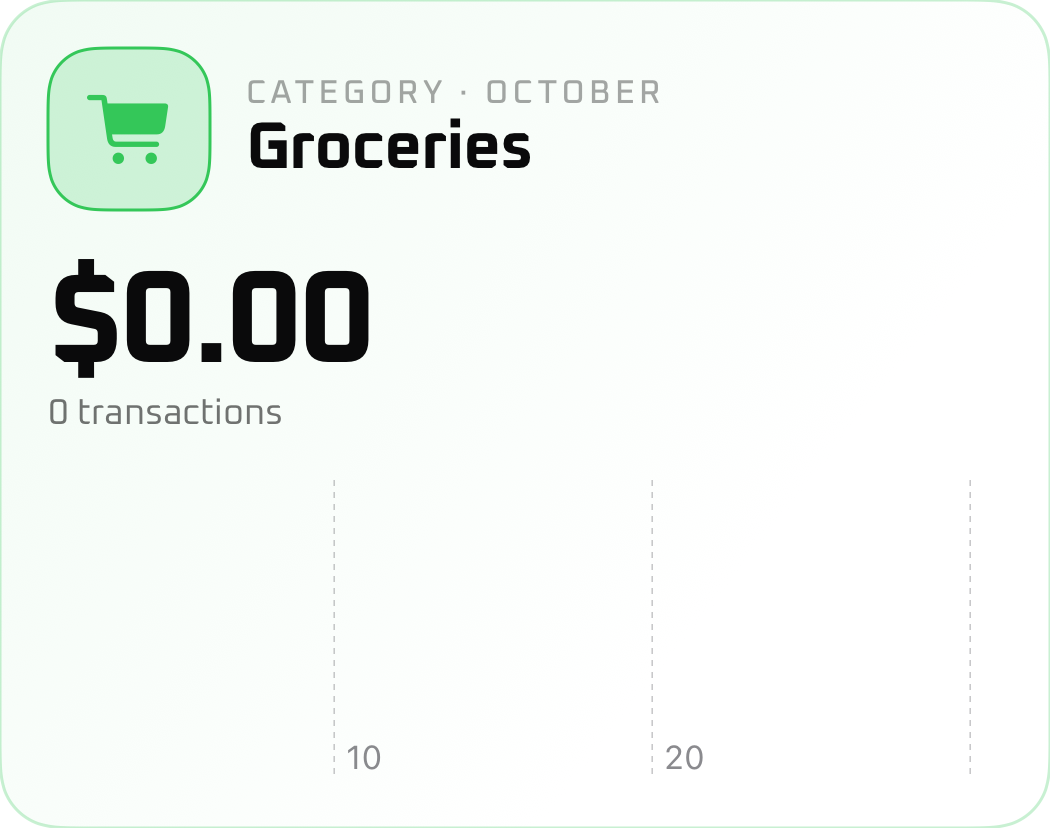 CATEGORY · OCTOBER
Groceries
$0.00
0 transactions
10
20